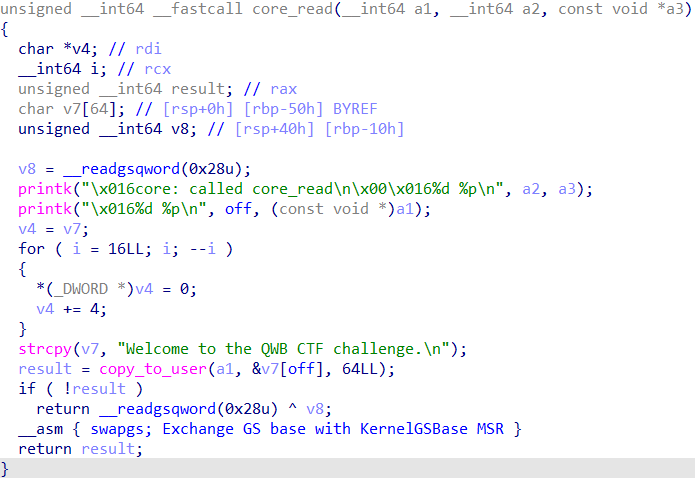 unsigned __int64 __fastcall core_read(__int64 a1, __int64 a2, const void *a3)
{
  char *v4; // rdi
  __int64 i; // rcx
  unsigned __int64 result; // rax
  char v7[64]; // [rsp+0h] [rbp-50h] BYREF
  unsigned __int64 v8; // [rsp+40h] [rbp-10h]

  v8 = __readgsqword(0x28u);
  printk("\x016core: called core_read\n\x00\x016%d %p\n", a2, a3);
  printk("\x016%d %p\n", off, (const void *)a1);
  v4 = v7;
  for ( i = 16LL; i; --i )
  {
    *(_DWORD *)v4 = 0;
    v4 += 4;
  }
  strcpy(v7, "Welcome to the QWB CTF challenge.\n");
  result = copy_to_user(a1, &v7[off], 64LL);
  if ( !result )
    return __readgsqword(0x28u) ^ v8;
  __asm { swapgs; Exchange GS base with KernelGSBase MSR }
  return result;
}